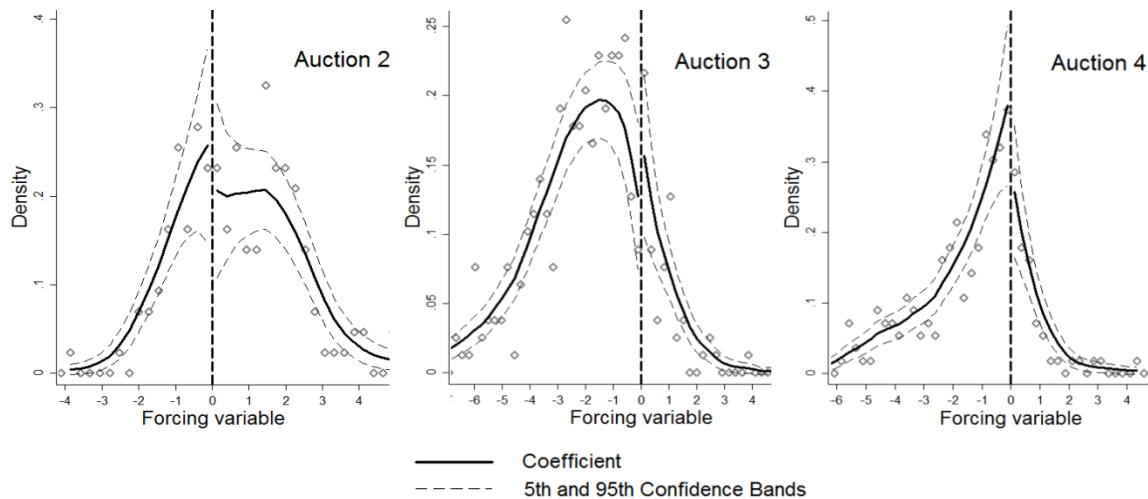 Auction 2
Density
0 .1 .2 .3 .4
-4 -3 -2 -1 0 1 2 3 4
Forcing variable
Auction 3
Density
0 .05 .1 .15 .2 .25
-5 -3 -2 -1 0 1 2 3 4
Forcing variable
Auction 4
Density
0 .1 .2 .3 .4 .5
-6 -5 -4 -3 -2 -1 0 1 2 3 4
Forcing variable
Coefficient
5th and 95th Confidence Bands